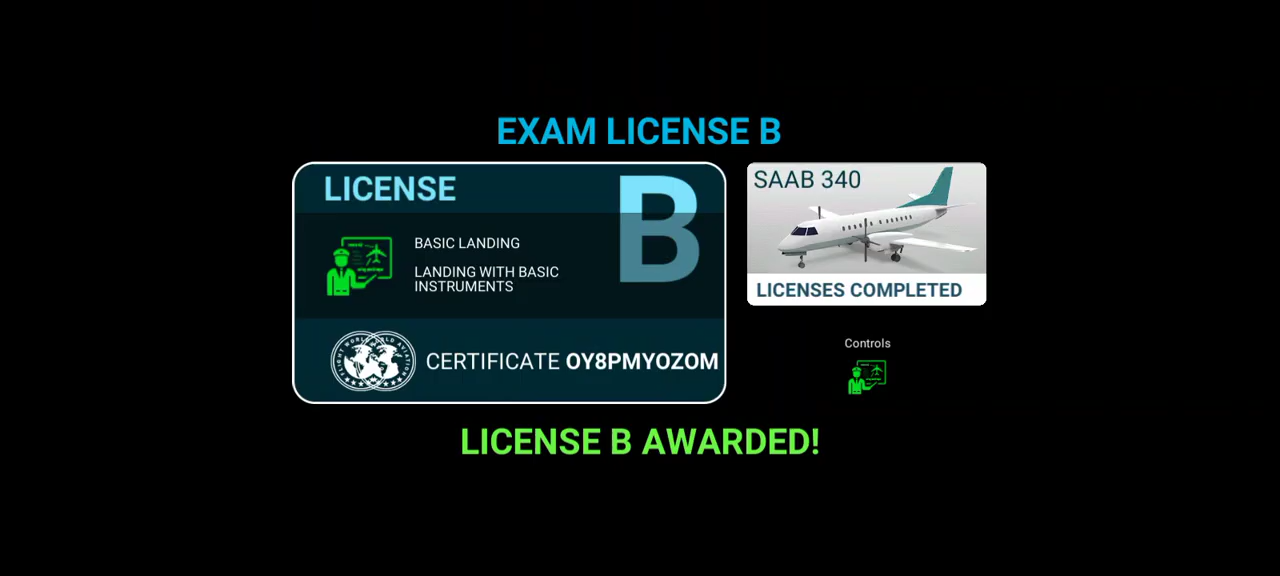 EXAM LICENSE B
LICENSE
B
BASIC LANDING
LANDING WITH BASIC
INSTRUMENTS
CERTIFICATE OY8PMYOZOM
SAAB 340
LICENSES COMPLETED
Controls
LICENSE B AWARDED!